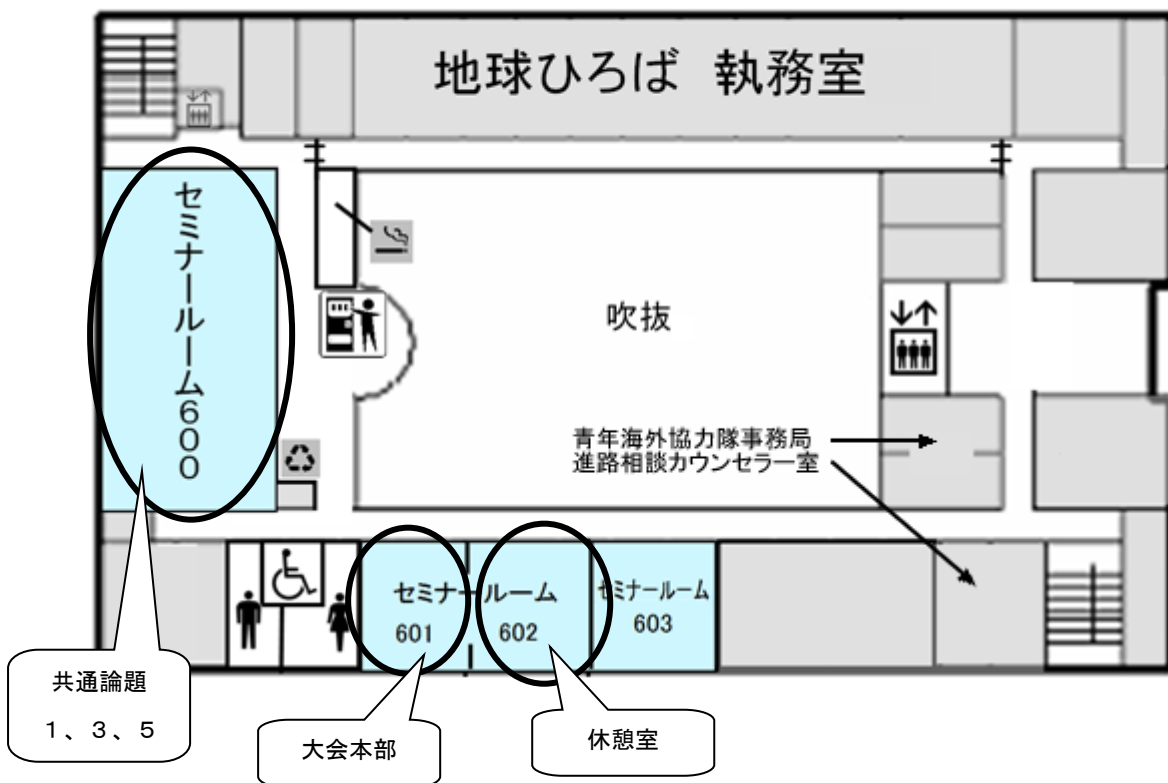 地球ひろば 執務室
セミナールーム600
吹抜
青年海外協力隊事務局
進路相談カウンセラー室
セミナールーム
601
602
セミナールーム
603
共通論題
1、3、5
大会本部
休憩室